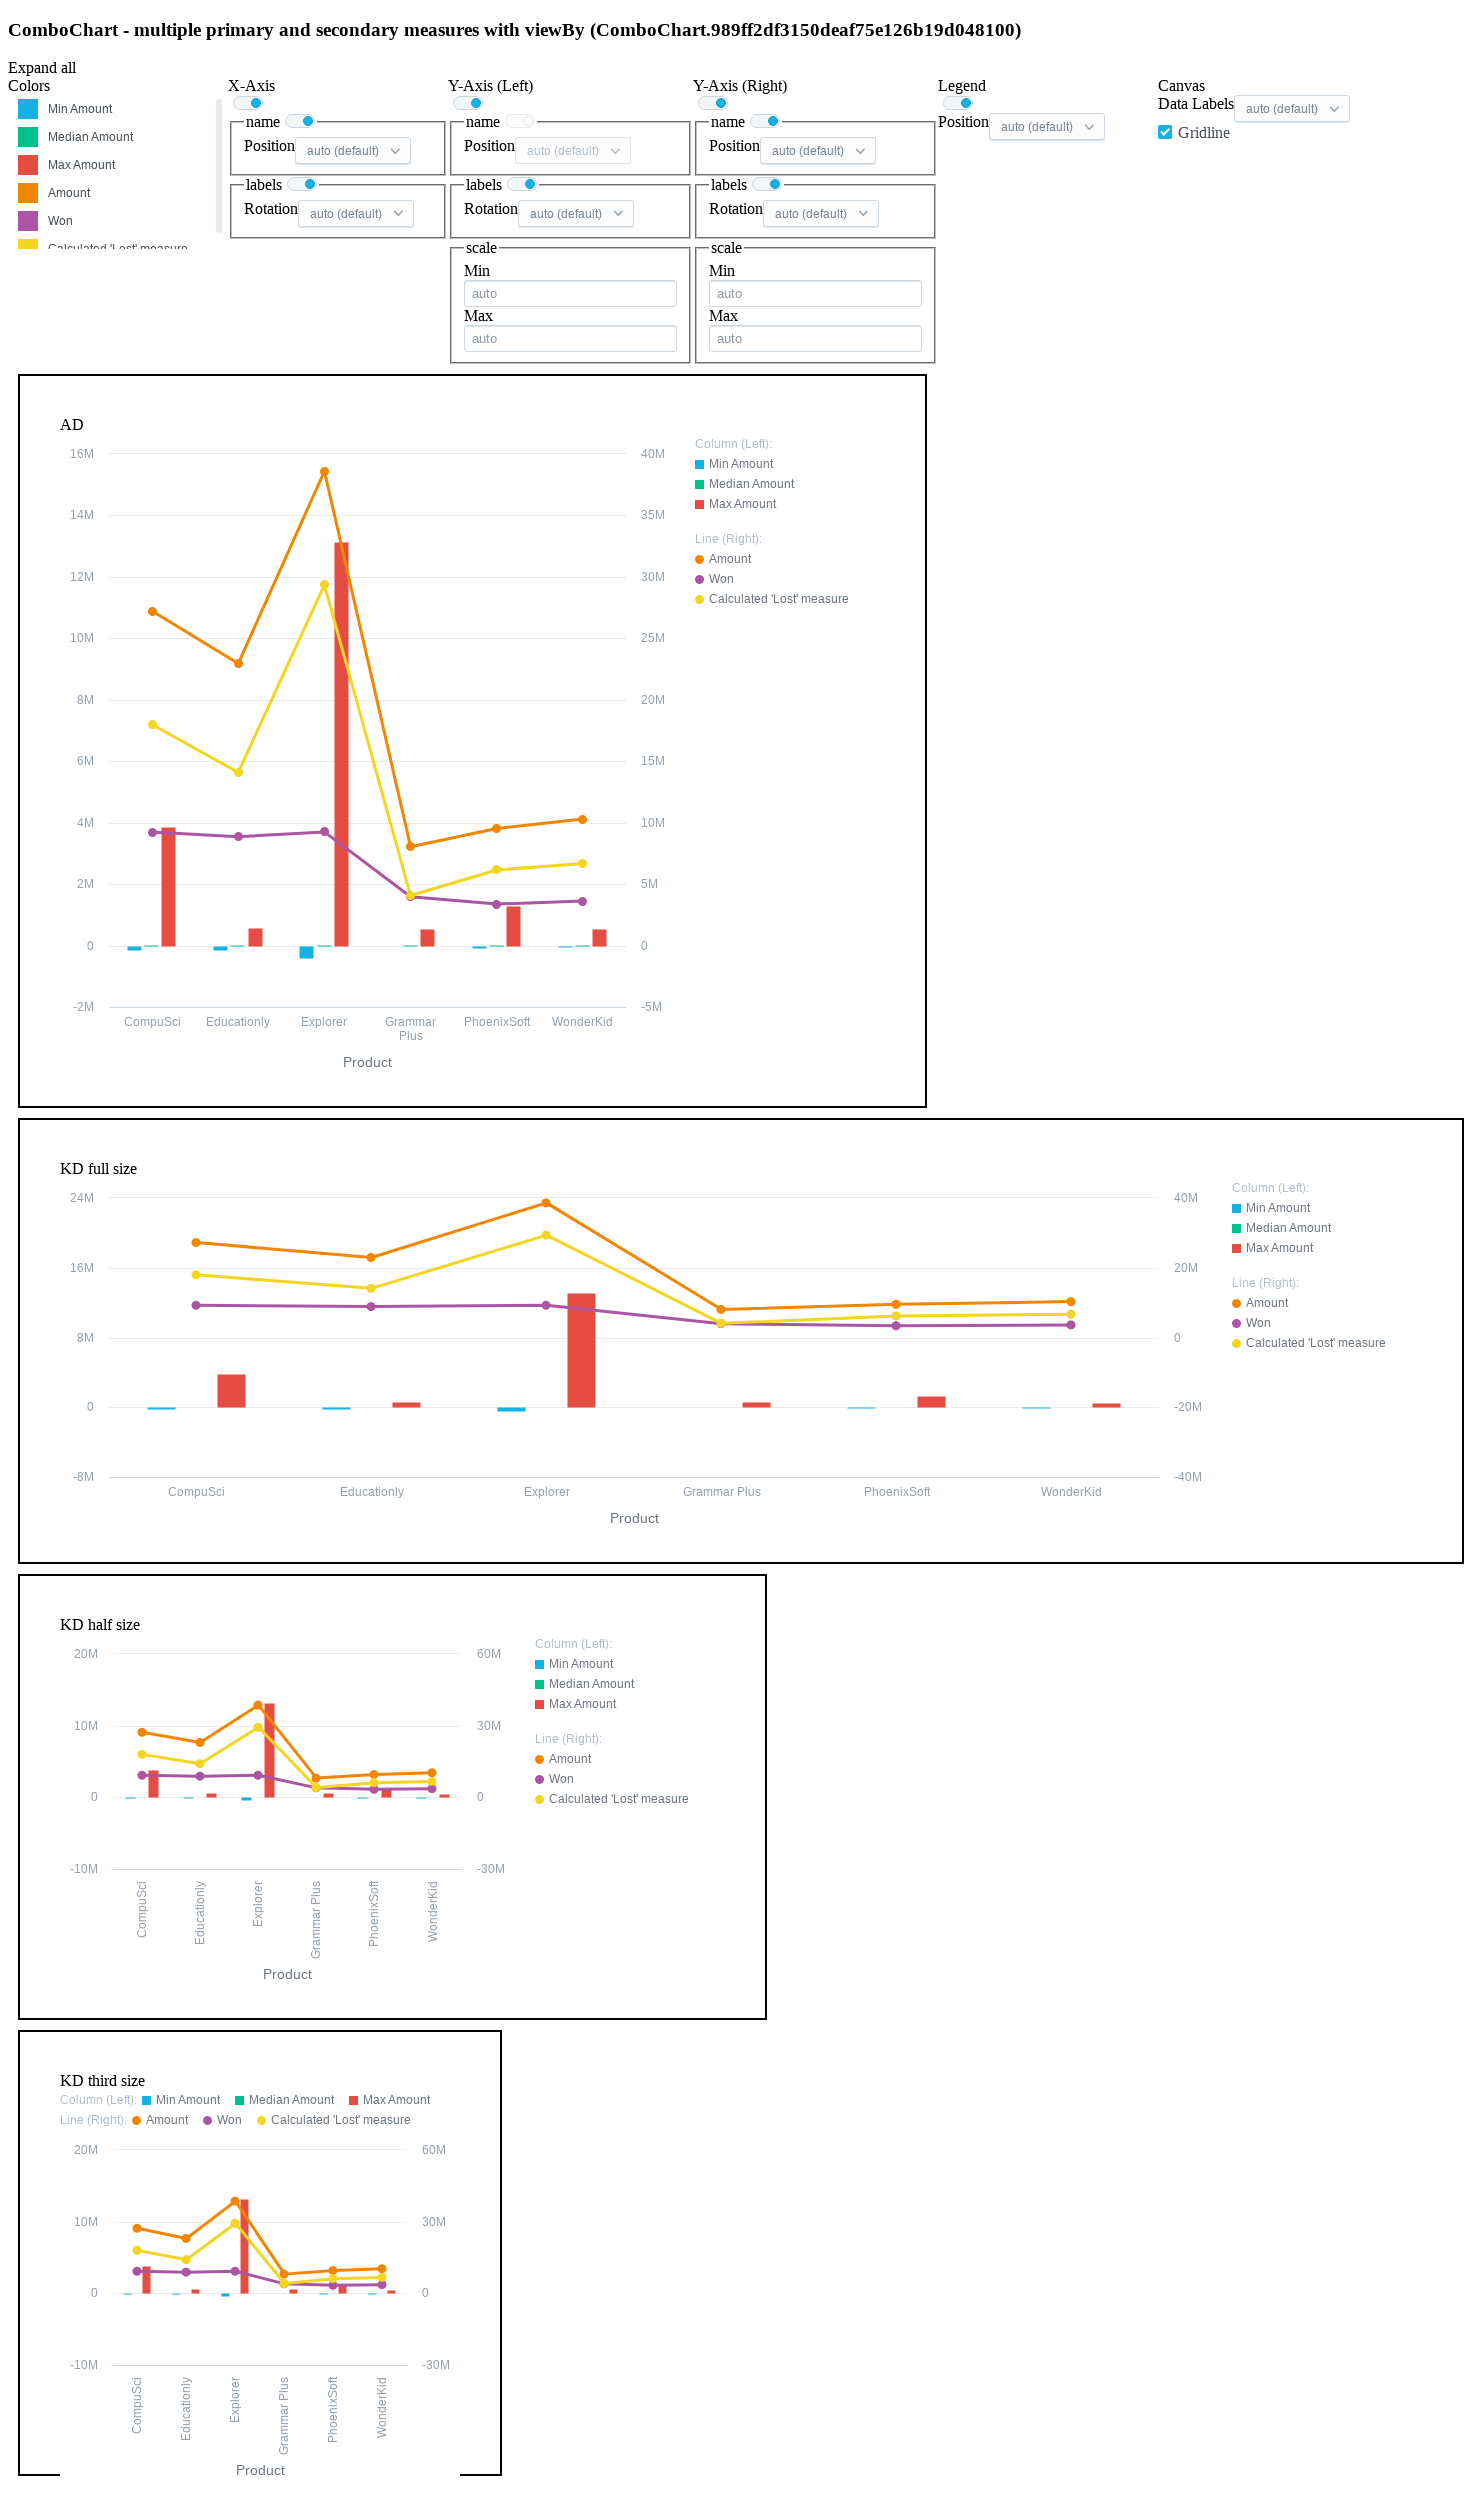 ComboChart - multiple primary and secondary measures with viewBy (ComboChart.989ff2df3150deaf75e126b19d048100)
Expand all
Colors
Min Amount
Median Amount
Max Amount
Amount
Won
Calculated 'Lost' measure
X-Axis
name
Position auto (default)
labels
Rotation auto (default)
Y-Axis (Left)
name
Position auto (default)
labels
Rotation auto (default)
scale
Min
auto
Max
auto
Y-Axis (Right)
name
Position auto (default)
labels
Rotation auto (default)
scale
Min
auto
Max
auto
Legend
Position auto (default)
Canvas
Data Labels auto (default)
Gridline
AD
16M
14M
12M
10M
8M
6M
4M
2M
0
-2M
40M
35M
30M
25M
20M
15M
10M
5M
0
-5M
CompuSci
Educationly
Explorer
Grammar
Plus
PhoenixSoft
WonderKid
Product
Column (Left):
Min Amount
Median Amount
Max Amount
Line (Right):
Amount
Won
Calculated 'Lost' measure
KD full size
24M
16M
8M
0
-8M
40M
20M
0
-20M
-40M
CompuSci
Educationly
Explorer
Grammar Plus
PhoenixSoft
WonderKid
Product
Column (Left):
Min Amount
Median Amount
Max Amount
Line (Right):
Amount
Won
Calculated 'Lost' measure
KD half size
20M
10M
0
-10M
60M
30M
0
-30M
CompuSci
Educationly
Explorer
Grammar Plus
PhoenixSoft
WonderKid
Product
Column (Left):
Min Amount
Median Amount
Max Amount
Line (Right):
Amount
Won
Calculated 'Lost' measure
KD third size
Column (Left): Min Amount Median Amount Max Amount
Line (Right): Amount Won Calculated 'Lost' measure
20M
10M
0
-10M
60M
30M
0
-30M
CompuSci
Educationly
Explorer
Grammar Plus
PhoenixSoft
WonderKid
Product